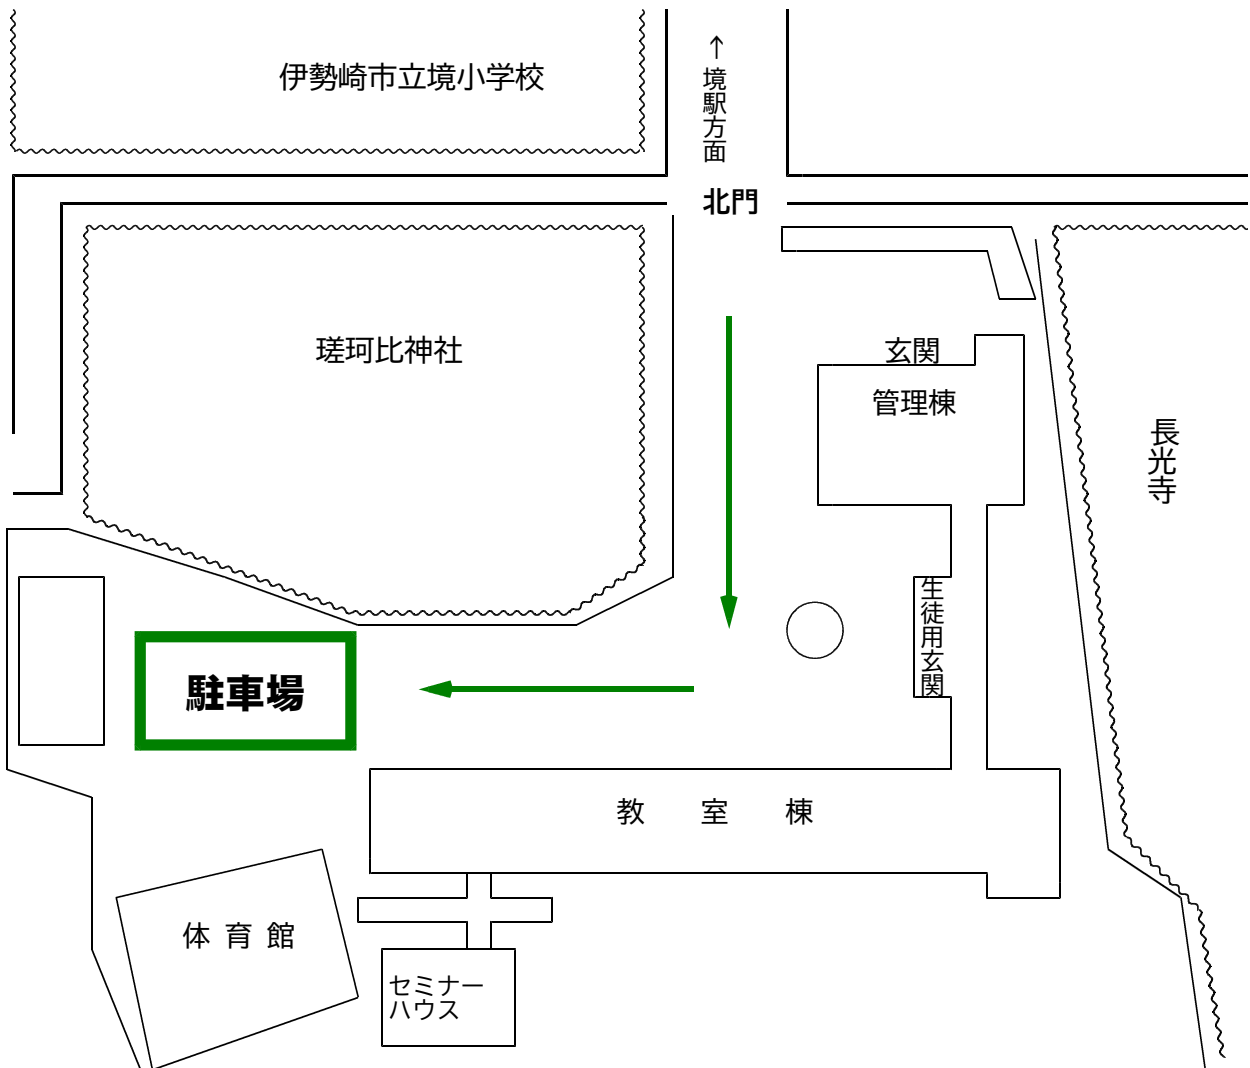 伊勢崎市立境小学校
↑境駅方面
北門
瑳珂比神社
玄関
管理棟
長光寺
生徒用玄関
駐車場
教室棟
体育館
セミナー
ハウス